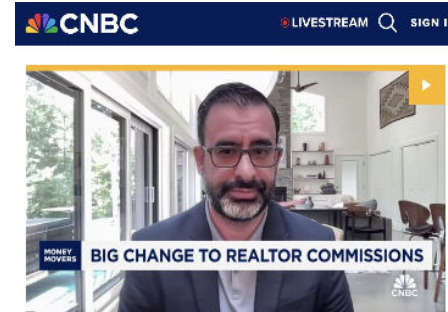 CNBC
LIVESTREAM
SIGN I
MONEY
MOVERS
BIG CHANGE TO REALTOR COMMISSIONS
CNBC